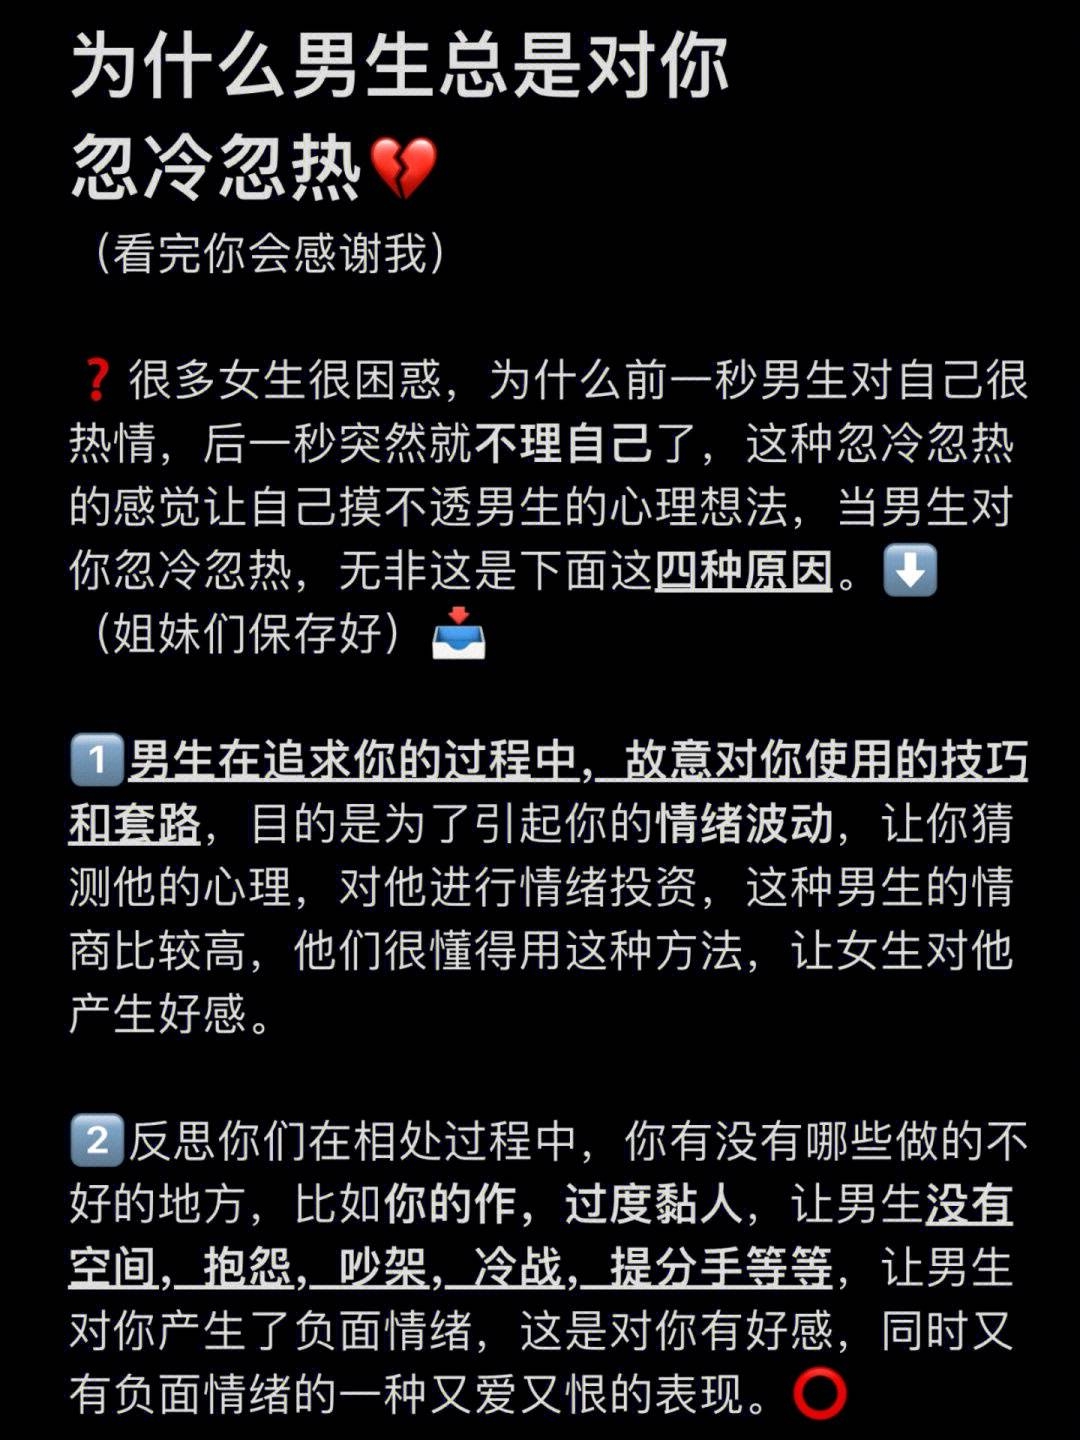 为什么男生总是对你
忽冷忽热💔
（看完你会感谢我）
❓很多女生很困惑，为什么前一秒男生对自己很
热情，后一秒突然就不理自己了，这种忽冷忽热
的感觉让自己摸不透男生的心理想法，当男生对
你忽冷忽热，无非这是下面这四种原因。⬇️
（姐妹们保存好）📥
1️⃣男生在追求你的过程中，故意对你使用的技巧
和套路，目的是为了引起你的情绪波动，让你猜
测他的心理，对他进行情绪投资，这种男生的情
商比较高，他们很懂得用这种方法，让女生对他
产生好感。
2️⃣反思你们在相处过程中，你有没有哪些做的不
好的地方，比如你的作，过度黏人，让男生没有
空间，抱怨，吵架，冷战，提分手等等，让男生
对你产生了负面情绪，这是对你有好感，同时又
有负面情绪的一种又爱又恨的表现。⭕